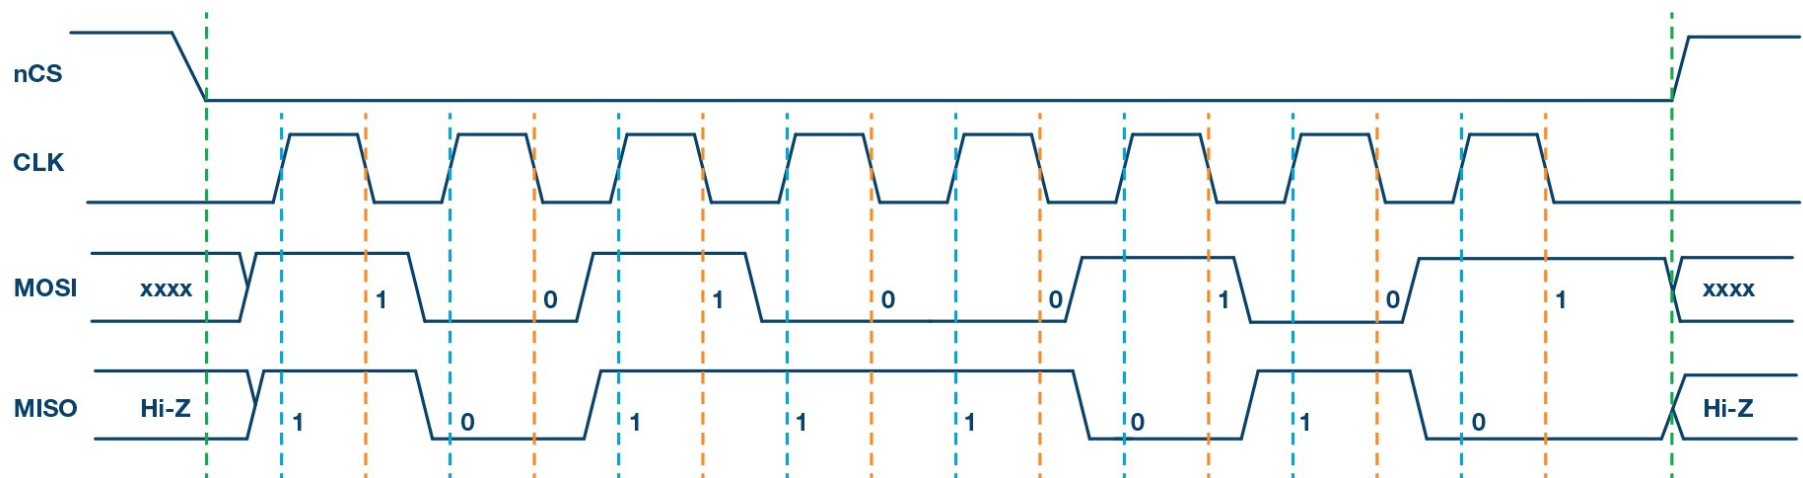 nCS
CLK
MOSI xxxx 1 0 1 0 0 1 0 1 xxxx
MISO Hi-Z 1 0 1 1 1 0 1 0 Hi-Z